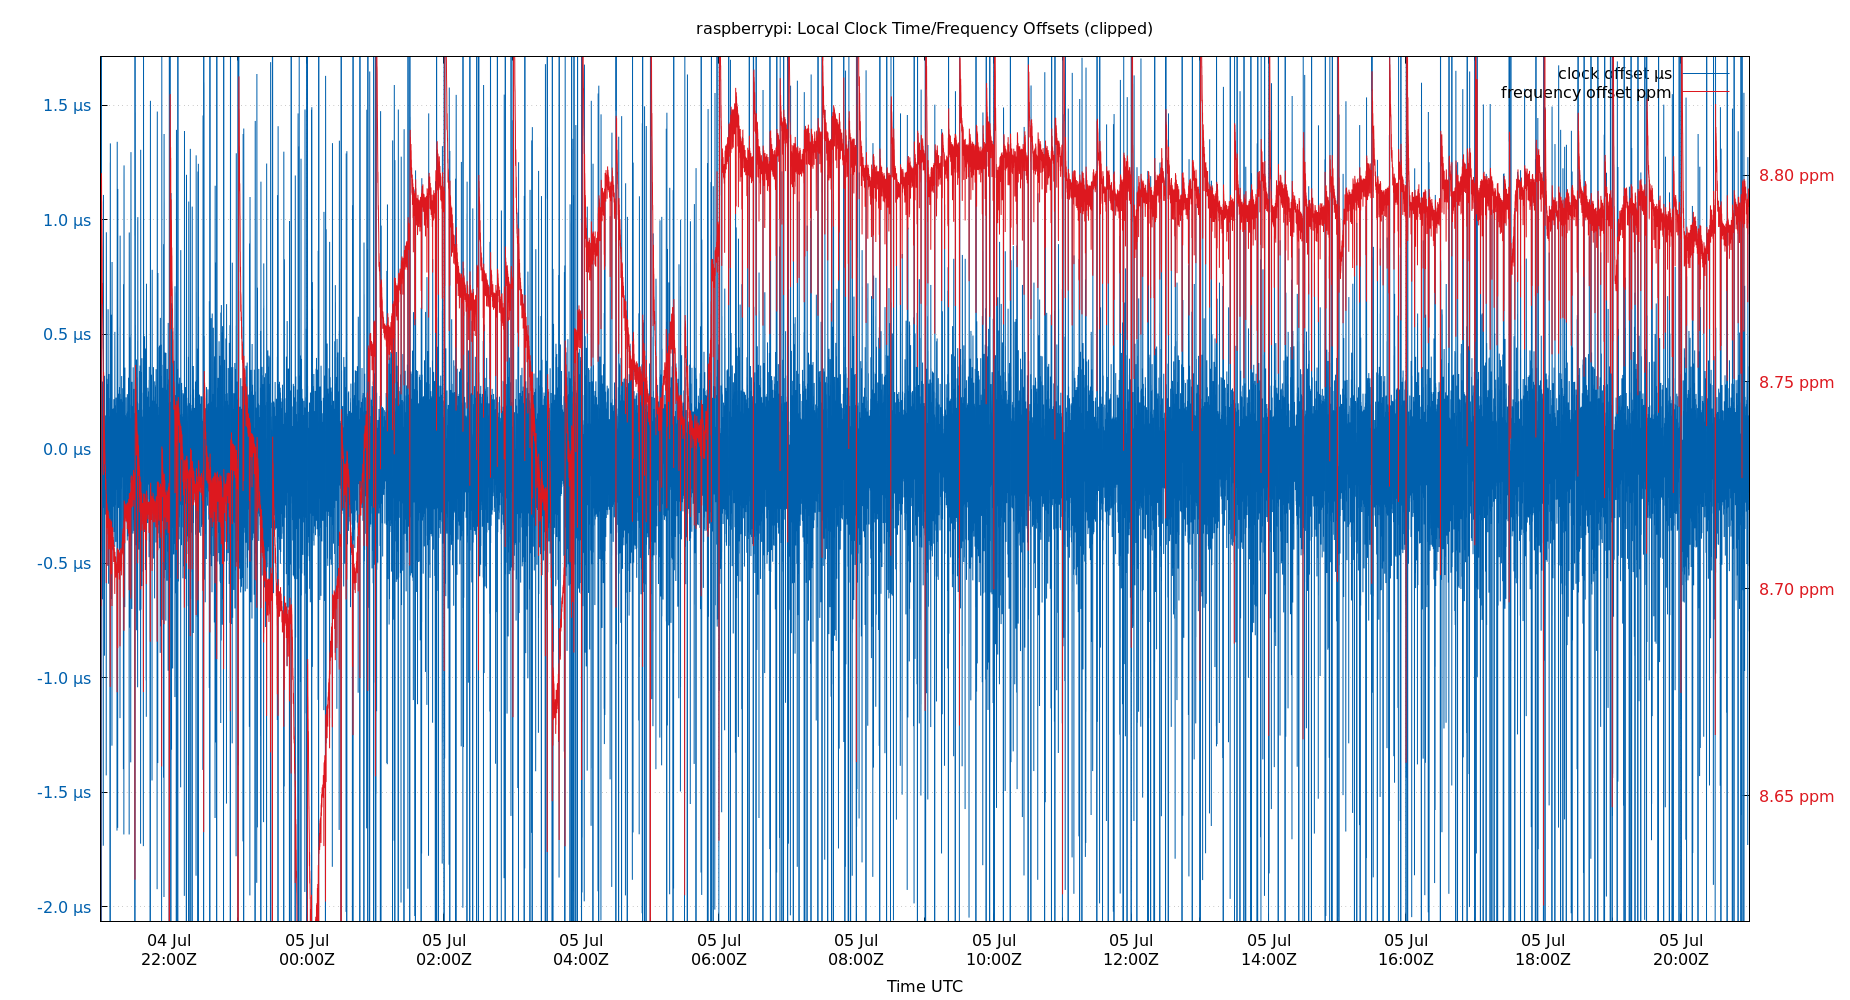 raspberrypi: Local Clock Time/Frequency Offsets (clipped)
clock offset µs
frequency offset ppm
1.5 µs
1.0 µs
0.5 µs
0.0 µs
-0.5 µs
-1.0 µs
-1.5 µs
-2.0 µs
8.80 ppm
8.75 ppm
8.70 ppm
8.65 ppm
04 Jul 05 Jul 05 Jul 05 Jul 05 Jul 05 Jul 05 Jul 05 Jul 05 Jul 05 Jul 05 Jul 05 Jul
22:00Z 00:00Z 02:00Z 04:00Z 06:00Z 08:00Z 10:00Z 12:00Z 14:00Z 16:00Z 18:00Z 20:00Z
Time UTC